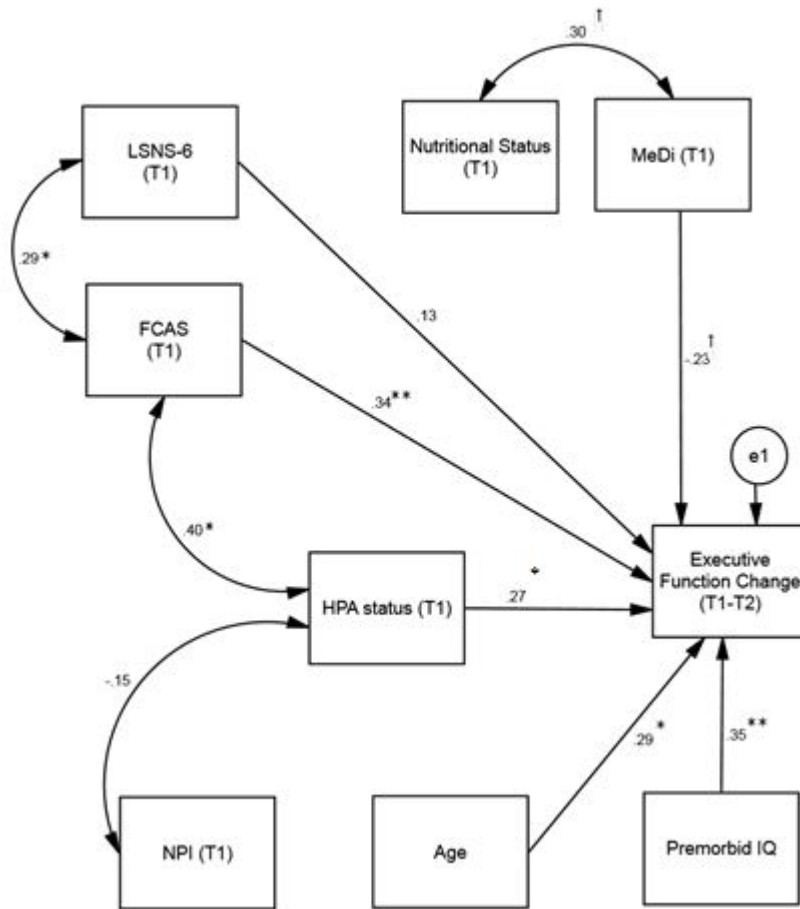 .30†
LSNS-6
(T1)
Nutritional Status
(T1)
MeDi (T1)
.29*
FCAS
(T1)
.13
-.23†
.34**
e1
.40*
Executive
Function Change
(T1-T2)
HPA status (T1)
.27
-.15
.29*
.35**
NPI (T1)
Age
Premorbid IQ